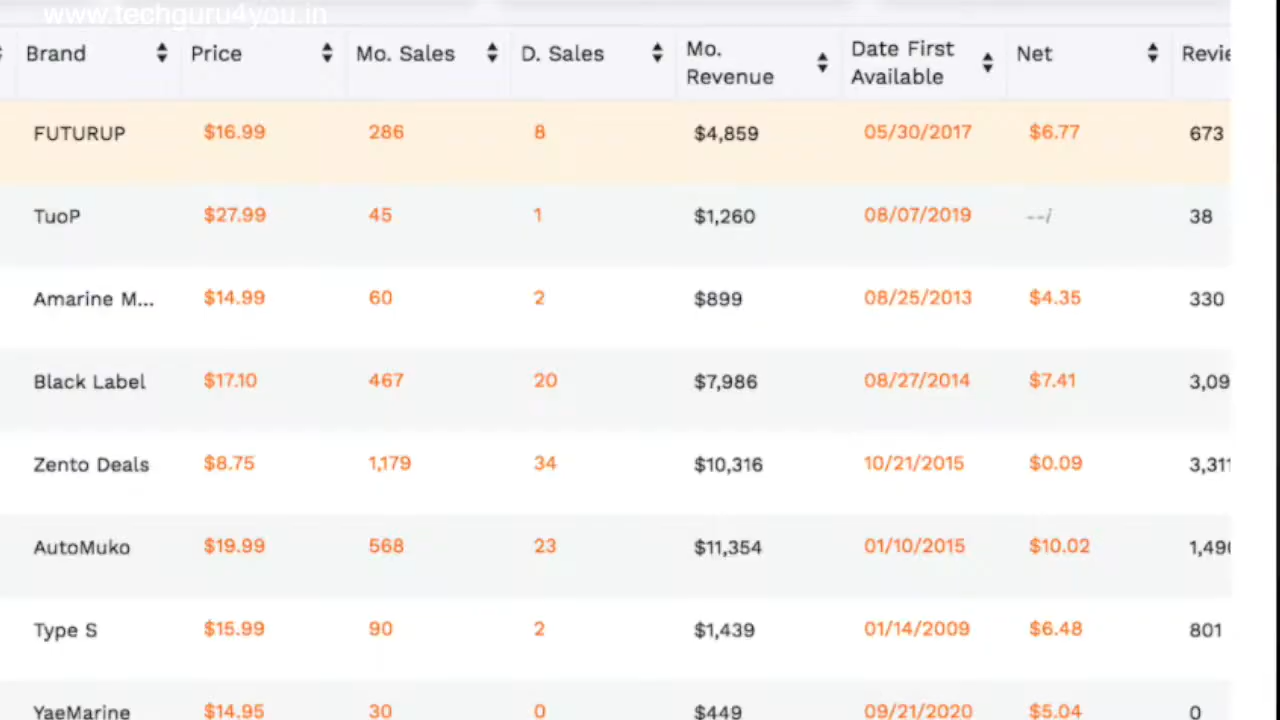 www.techguru4you.in
Brand Price Mo. Sales D. Sales Mo. Revenue Date First Available Net
FUTURUP $16.99 286 8 $4,859 05/30/2017 $6.77 673
TuoP $27.99 45 1 $1,260 08/07/2019 --i 38
Amarine M... $14.99 60 2 $899 08/25/2013 $4.35 330
Black Label $17.10 467 20 $7,986 08/27/2014 $7.41 3,09
Zento Deals $8.75 1,179 34 $10,316 10/21/2015 $0.09 3,311
AutoMuko $19.99 568 23 $11,354 01/10/2015 $10.02 1,490
Type S $15.99 90 2 $1,439 01/14/2009 $6.48 801
YaeMarine $14.95 30 0 $449 09/21/2020 $5.04 0